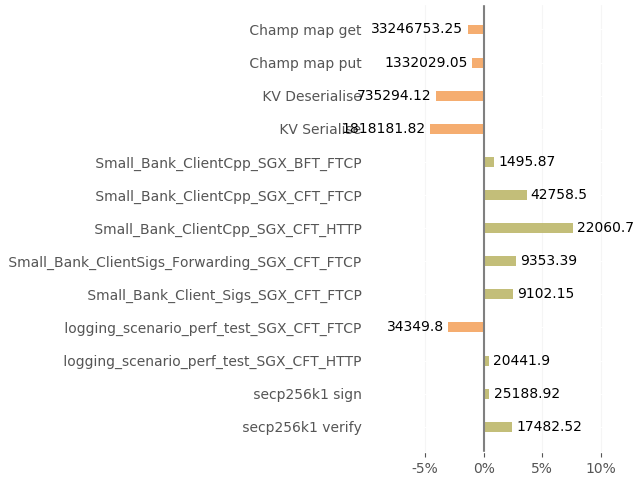 Champ map get 33246753.25
Champ map put 1332029.05
KV Deserialise 735294.12
KV Serialise 1818181.82
Small_Bank_ClientCpp_SGX_BFT_FTCP 1495.87
Small_Bank_ClientCpp_SGX_CFT_FTCP 42758.5
Small_Bank_ClientCpp_SGX_CFT_HTTP 22060.7
Small_Bank_ClientSigs_Forwarding_SGX_CFT_FTCP 9353.39
Small_Bank_Client_Sigs_SGX_CFT_FTCP 9102.15
logging_scenario_perf_test_SGX_CFT_FTCP 34349.8
logging_scenario_perf_test_SGX_CFT_HTTP 20441.9
secp256k1 sign 25188.92
secp256k1 verify 17482.52
-5% 0% 5% 10%